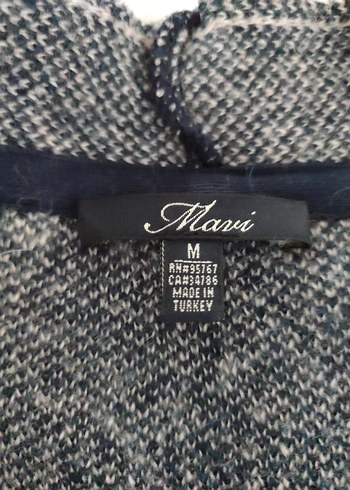 Mavi
M
RN#95767
CA#34786
MADE IN
TURKEY